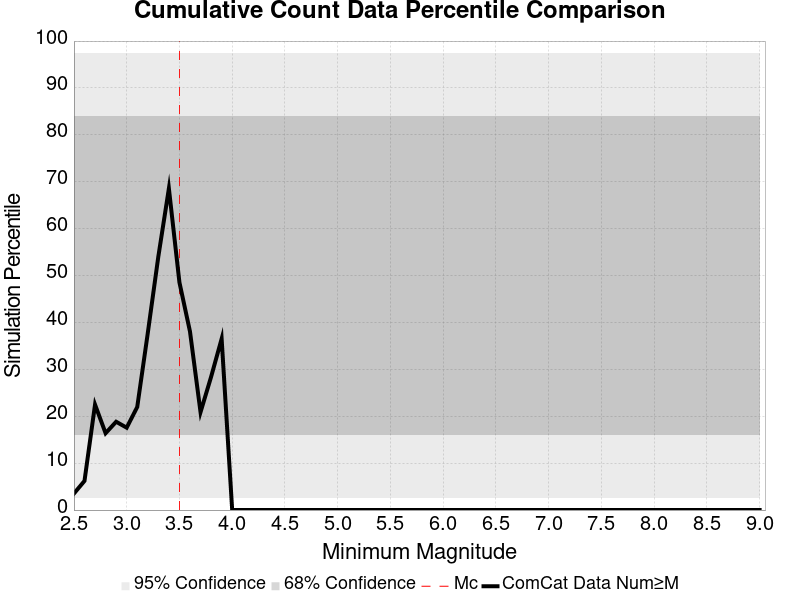 Cumulative Count Data Percentile Comparison
100
90
80
70
60
50
40
30
20
10
0
Simulation Percentile
2.5 3.0 3.5 4.0 4.5 5.0 5.5 6.0 6.5 7.0 7.5 8.0 8.5 9.0
Minimum Magnitude
95% Confidence 68% Confidence Mc ComCat Data Num≥M